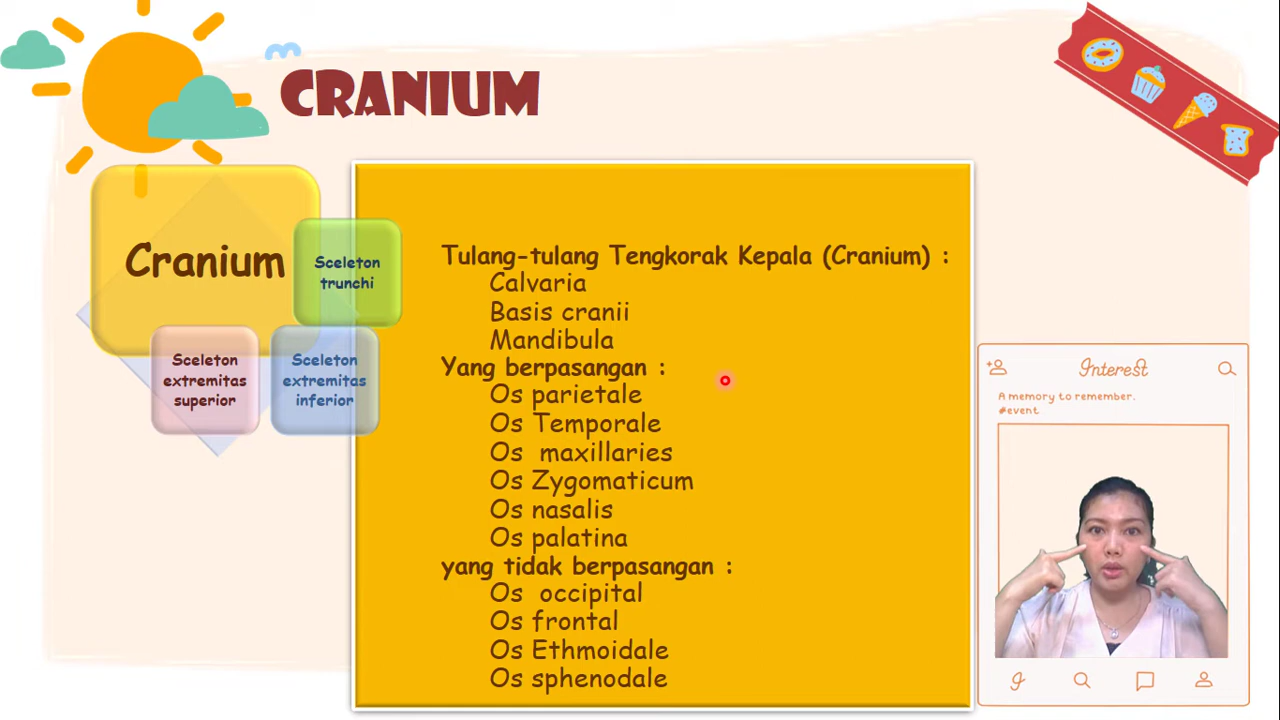 CRANIUM
Cranium
Sceleton
trunchi
Sceleton
extremitas
superior
Sceleton
extremitas
inferior
Tulang-tulang Tengkorak Kepala (Cranium) :
Calvaria
Basis cranii
Mandibula
Yang berpasangan :
Os parietale
Os Temporale
Os maxillaries
Os Zygomaticum
Os nasalis
Os palatina
yang tidak berpasangan :
Os occipital
Os frontal
Os Ethmoidale
Os sphenodale
Interest
A memory to remember.
#event